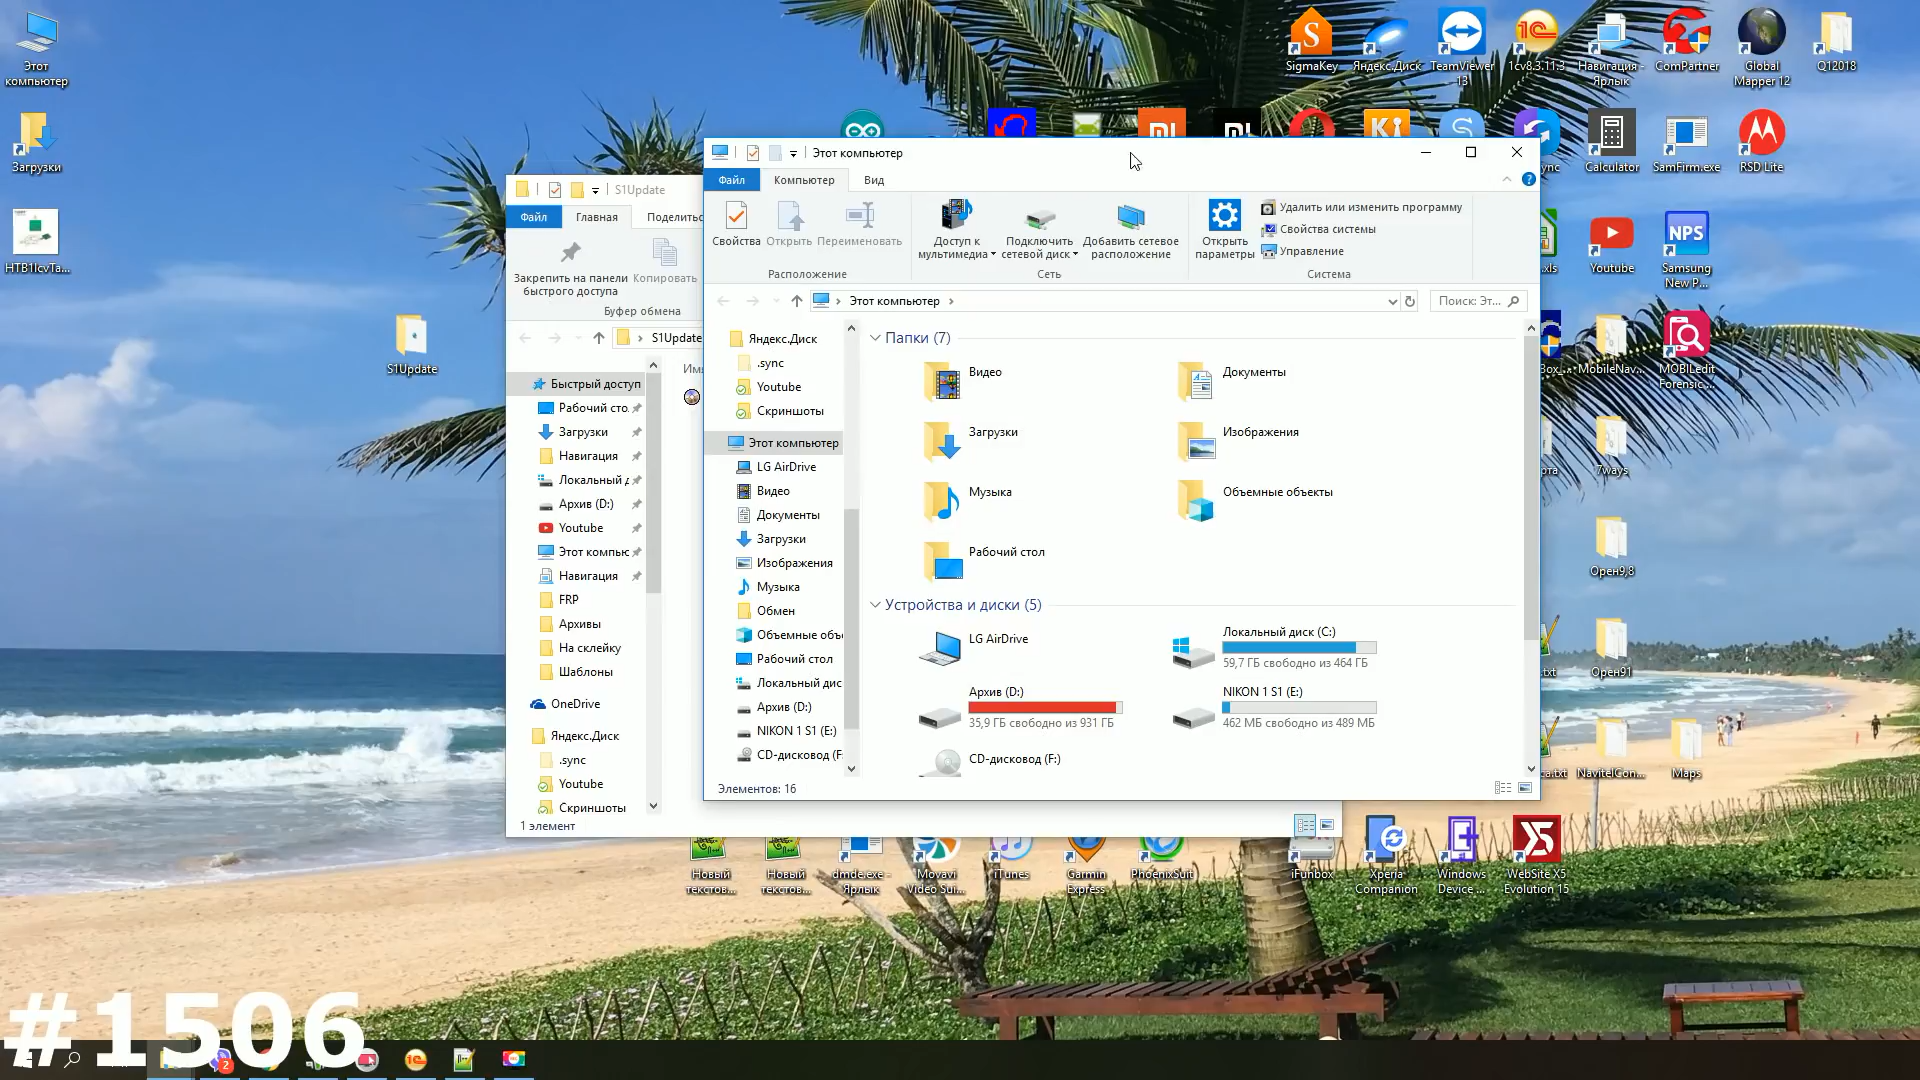 Этот
компьютер
Загрузки
HTB1IcvTa...
S1Update
SigmaKey
Яндекс.Диск
TeamViewer
13
1cv8.3.11.3
Навигация -
Ярлык
ComPartner
Global
Mapper 12
Q12018
Calculator
SamFirm.exe
RSD Lite
Youtube
Samsung
New P...
MobileNav...
MOBILedit
Forensic ...
7ways
Open9,8
Open91
NavitelCon...
Maps
S1Update
Файл
Главная
Поделиться
Закрепить на панели
быстрого доступа
Копировать
Буфер обмена
S1Update
Быстрый доступ
Рабочий сто.
Загрузки
Навигация
Локальный д
Архив (D:)
Youtube
Этот компью
Навигация
FRP
Архивы
На склейку
Шаблоны
OneDrive
Яндекс.Диск
.sync
Youtube
Скриншоты
1 элемент
Этот компьютер
Файл
Компьютер
Вид
Свойства
Открыть
Переименовать
Расположение
Доступ к
мультимедиа
Подключить
сетевой диск
Добавить сетевое
расположение
Сеть
Открыть
параметры
Удалить или изменить программу
Свойства системы
Управление
Система
Этот компьютер
Поиск: Эт...
Яндекс.Диск
.sync
Youtube
Скриншоты
Этот компьютер
LG AirDrive
Видео
Документы
Загрузки
Изображения
Музыка
Обмен
Объемные объ
Рабочий стол
Локальный дис
Архив (D:)
NIKON 1 S1 (E:)
CD-дисковод (F:
Папки (7)
Видео
Документы
Загрузки
Изображения
Музыка
Объемные объекты
Рабочий стол
Устройства и диски (5)
LG AirDrive
Локальный диск (C:)
59,7 ГБ свободно из 464 ГБ
Архив (D:)
35,9 ГБ свободно из 931 ГБ
NIKON 1 S1 (E:)
462 МБ свободно из 489 МБ
CD-дисковод (F:)
Элементов: 16
Новый
текстов...
Новый
текстов...
dmde.exe -
Ярлык
Movavi
Video Sui...
iTunes
Garmin
Express
PhoenixSuit
iFunbox
Xperia
Companion
Windows
Device ...
WebSite X5
Evolution 15
#1506